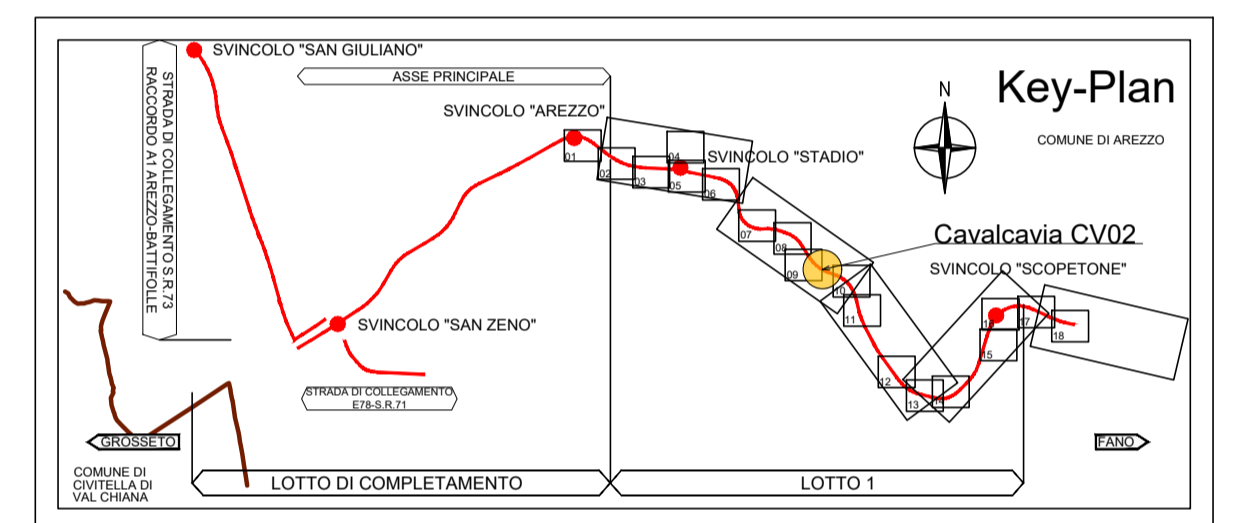 SVINCOLO "SAN GIULIANO"
STRADA DI COLLEGAMENTO S.R.73
RACCORDO A1 AREZZO-BATTIFOLLE
ASSE PRINCIPALE
Key-Plan
N
SVINCOLO "AREZZO"
COMUNE DI AREZZO
01
02
03
04
SVINCOLO "STADIO"
05
06
07
08
Cavalcavia CV02
09
SVINCOLO "SCOPETONE"
10
11
16
17
18
SVINCOLO "SAN ZENO"
15
12
13
14
STRADA DI COLLEGAMENTO
E78-S.R.71
GROSSETO
FANO
COMUNE DI
CIVITELLA DI
VAL CHIANA
LOTTO DI COMPLETAMENTO
LOTTO 1